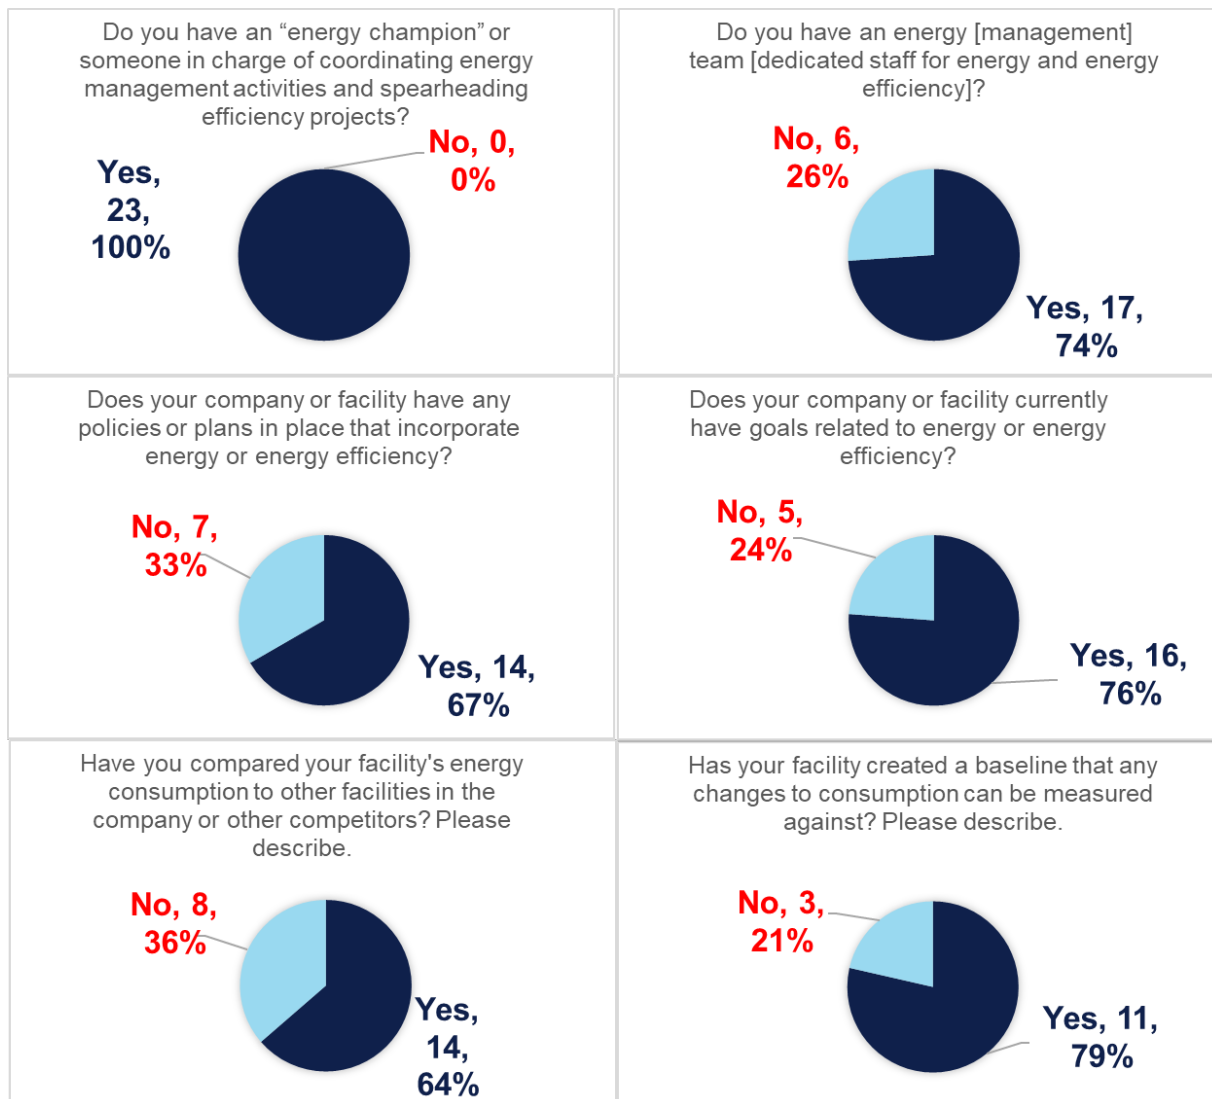 Do you have an “energy champion” or
someone in charge of coordinating energy
management activities and spearheading
efficiency projects?
No, 0,
0%
Yes,
23,
100%
Do you have an energy [management]
team [dedicated staff for energy and energy
efficiency]?
No, 6,
26%
Yes, 17,
74%
Does your company or facility have any
policies or plans in place that incorporate
energy or energy efficiency?
No, 7,
33%
Yes, 14,
67%
Does your company or facility currently
have goals related to energy or energy
efficiency?
No, 5,
24%
Yes, 16,
76%
Have you compared your facility's energy
consumption to other facilities in the
company or other competitors? Please
describe.
No, 8,
36%
Yes,
14,
64%
Has your facility created a baseline that any
changes to consumption can be measured
against? Please describe.
No, 3,
21%
Yes, 11,
79%